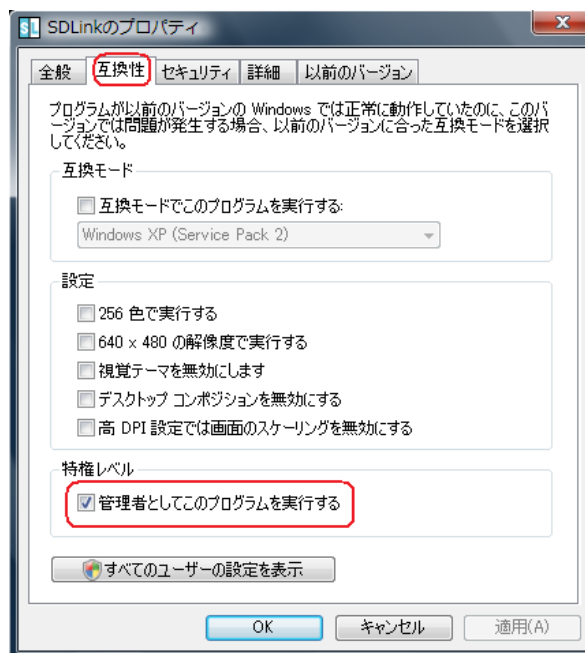 SL SDLinkのプロパティ
全般 互換性 セキュリティ 詳細 以前のバージョン
プログラムが以前のバージョンの Windows では正常に動作していたのに、このバ
ージョンでは問題が発生する場合、以前のバージョンに合った互換モードを選択
してください。
互換モード
互換モードでこのプログラムを実行する:
Windows XP (Service Pack 2)
設定
256 色で実行する
640 x 480 の解像度で実行する
視覚テーマを無効にします
デスクトップ コンポジションを無効にする
高 DPI 設定では画面のスケーリングを無効にする
特権レベル
管理者としてこのプログラムを実行する
すべてのユーザーの設定を表示
OK キャンセル 適用(A)